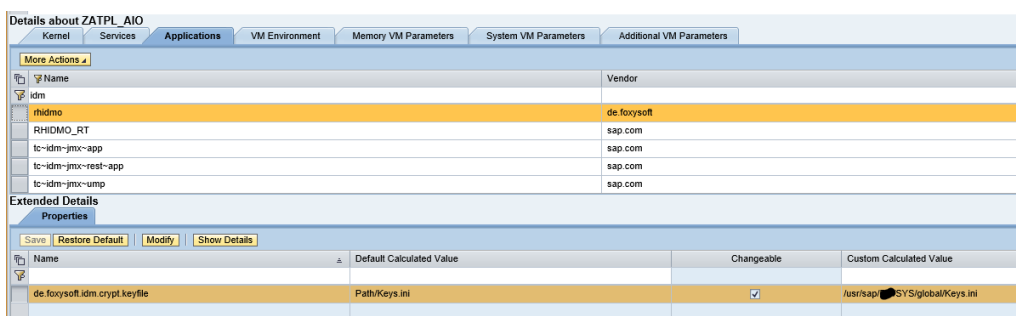 Details about ZATPL_AIO
Kernel Services Applications VM Environment Memory VM Parameters System VM Parameters Additional VM Parameters
More Actions
Name Vendor
idm
rhidmo de.foxysoft
RHIDMO_RT sap.com
tc~idm~jmx~app sap.com
tc~idm~jmx~rest~app sap.com
tc~idm~jmx~ump sap.com
Extended Details
Properties
Save Restore Default Modify Show Details
Name Default Calculated Value Changeable Custom Calculated Value
de.foxysoft.idm.crypt.keyfile Path/Keys.ini /usr/sap/ SYS/global/Keys.ini